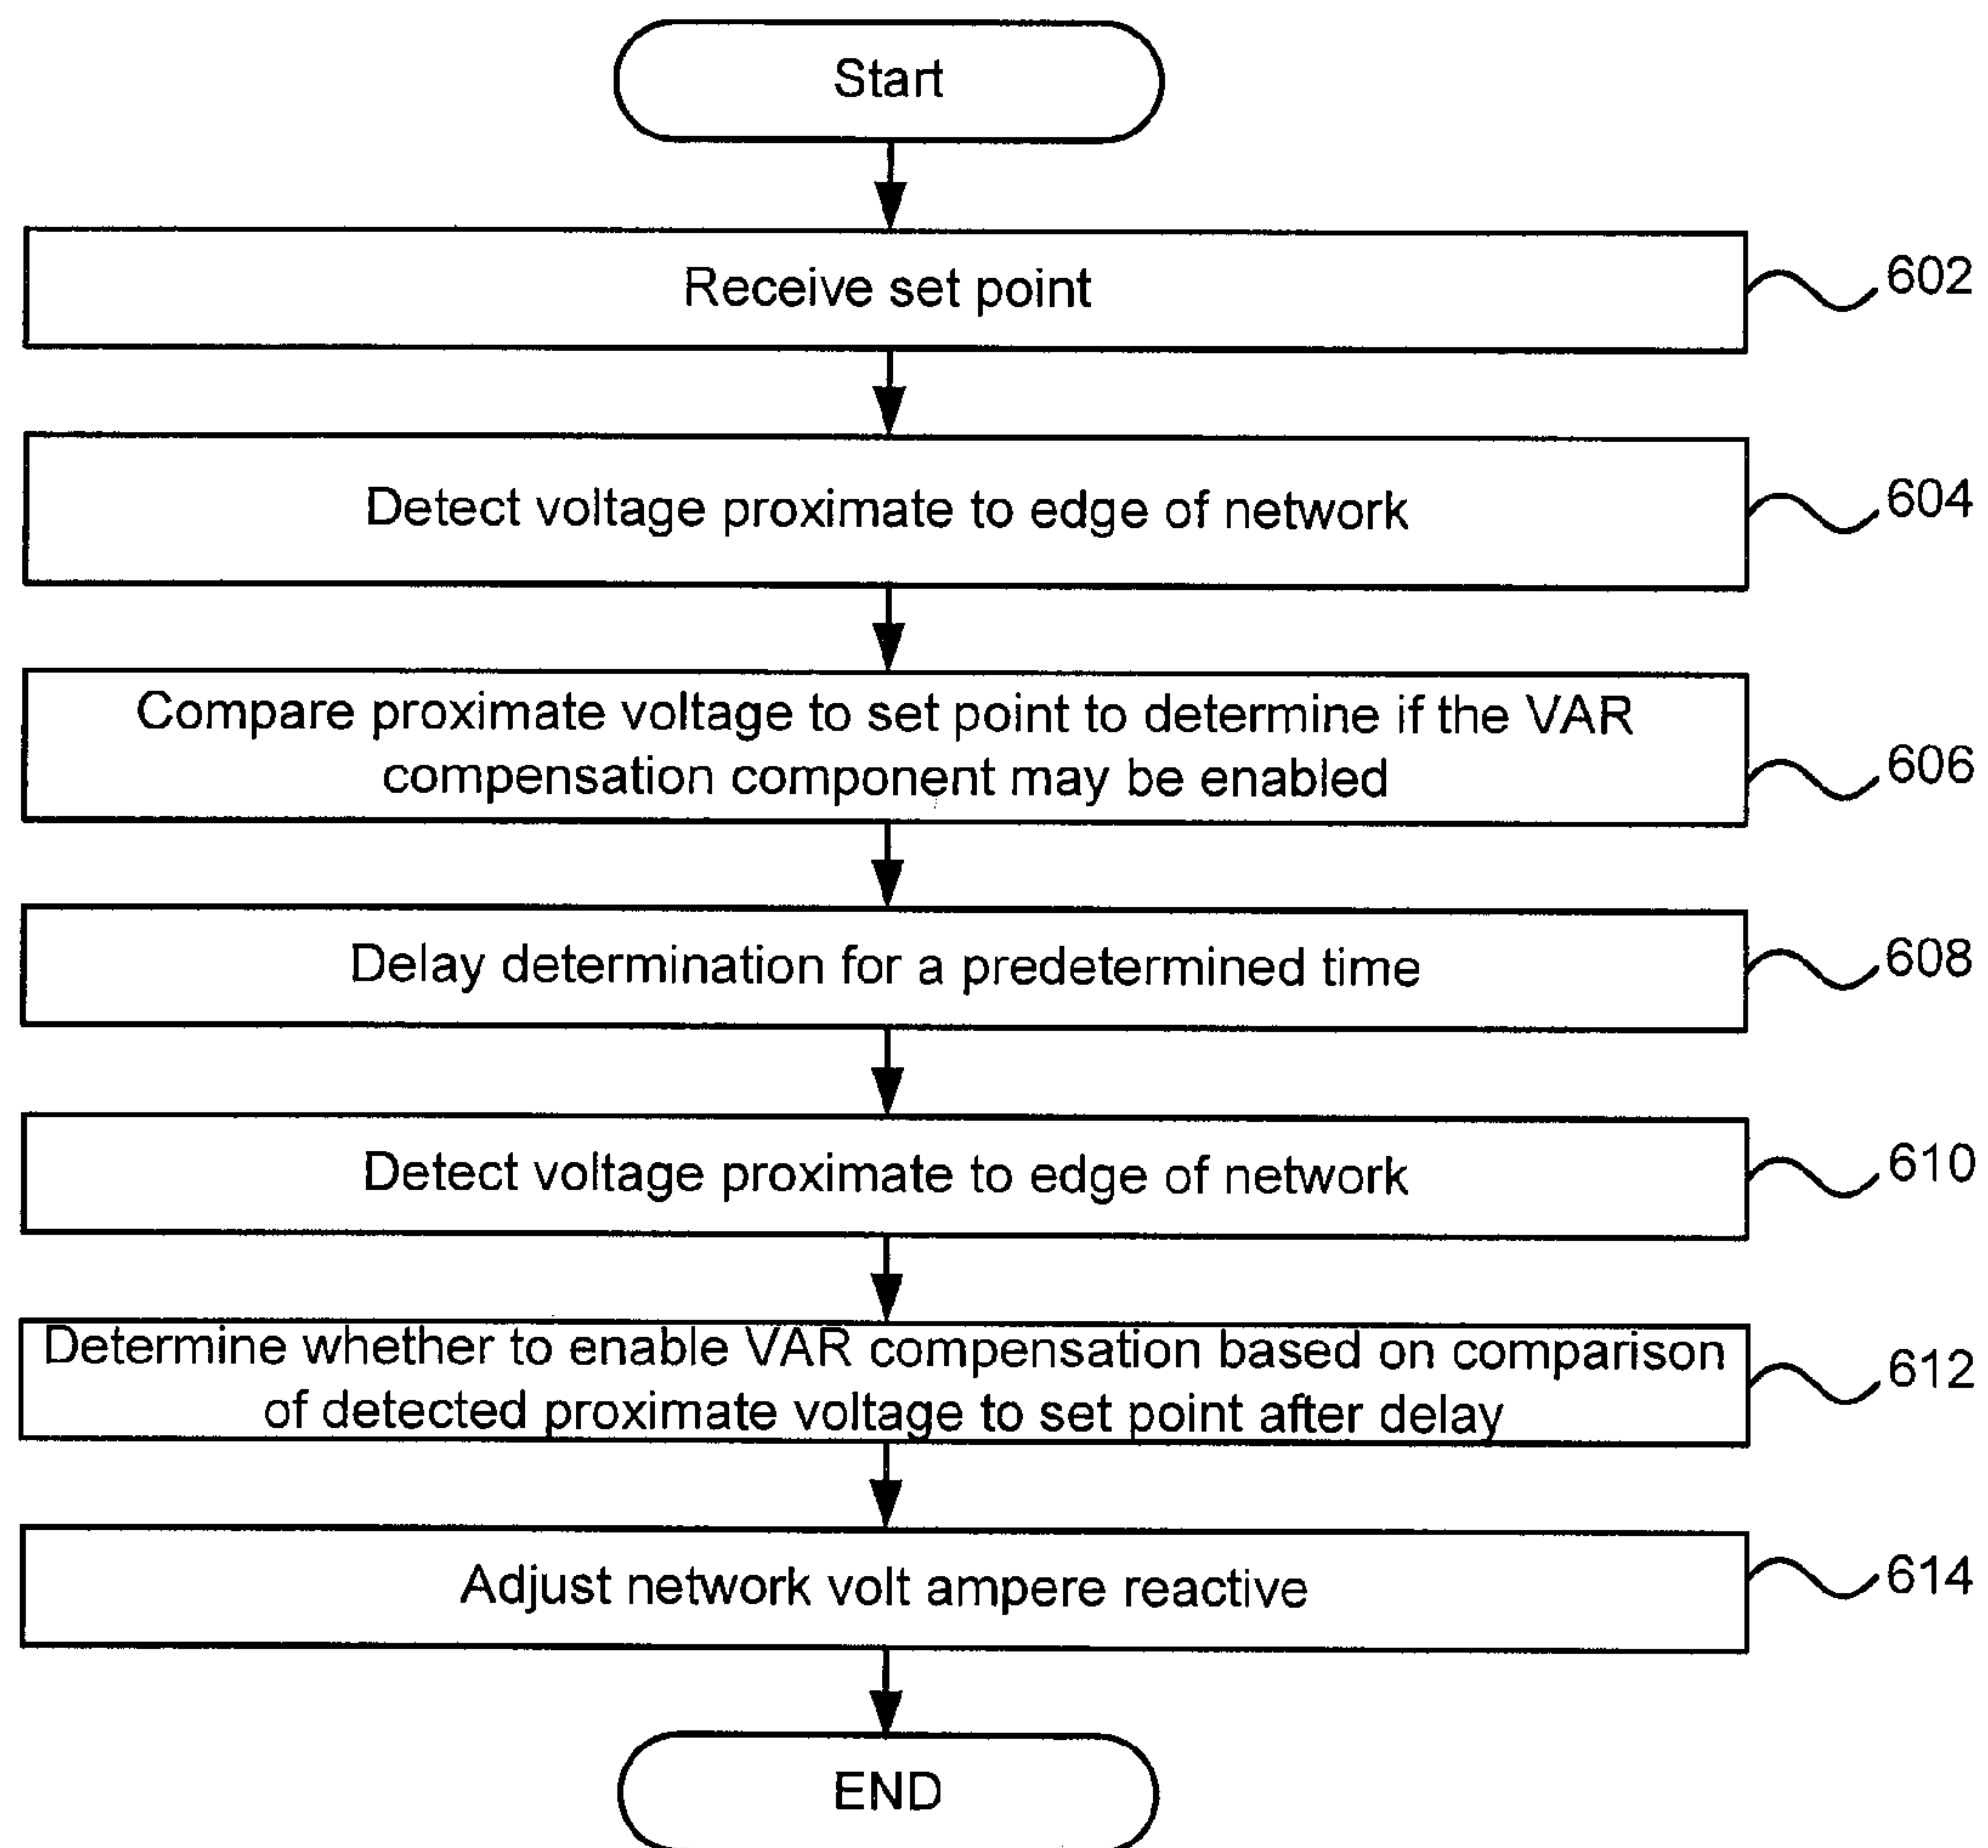 Start
Receive set point
602
Detect voltage proximate to edge of network
604
Compare proximate voltage to set point to determine if the VAR
compensation component may be enabled
606
Delay determination for a predetermined time
608
Detect voltage proximate to edge of network
610
Determine whether to enable VAR compensation based on comparison
of detected proximate voltage to set point after delay
612
Adjust network volt ampere reactive
614
END